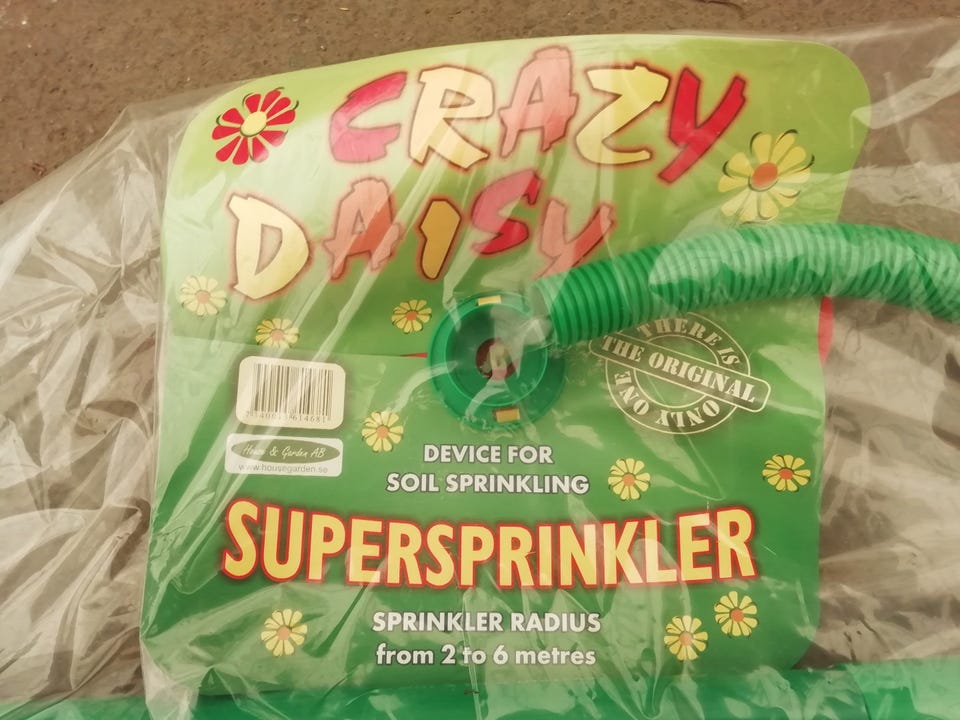 CRAZY
DAISY
THERE IS
THE ORIGINAL
ONLY ONE
House & Garden AB
www.housegarden.se
DEVICE FOR
SOIL SPRINKLING
SUPERSPRINKLER
SPRINKLER RADIUS
from 2 to 6 metres